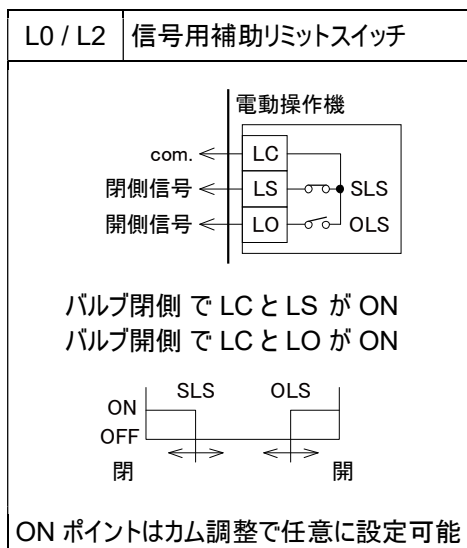 L0 / L2 信号用補助リミットスイッチ
電動操作機
com. LC
閉側信号 LS SLS
開側信号 LO OLS
バルブ閉側 で LC と LS が ON
バルブ開側 で LC と LO が ON
SLS OLS
ON
OFF
閉 開
ON ポイントはカム調整で任意に設定可能